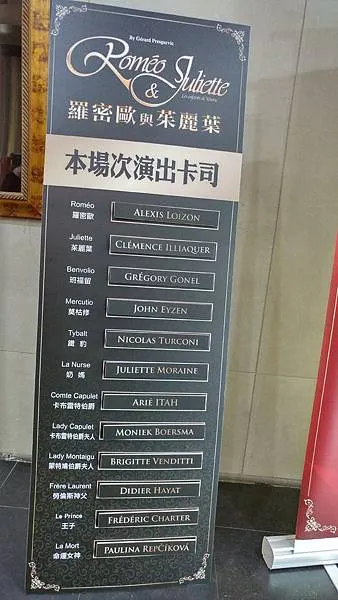 By Gérard Presgurvic
Roméo
& Juliette
Les enfants de Vérone
羅密歐與茱麗葉
本場次演出卡司
Roméo
羅密歐
ALEXIS LOIZON
Juliette
茱麗葉
CLÉMENCE ILLIAQUER
Benvolio
班福留
GRÉGORY GONEL
Mercutio
莫枯修
JOHN EYZEN
Tybalt
鐵豹
NICOLAS TURCONI
La Nurse
奶媽
JULIETTE MORAINE
Comte Capulet
卡布雷特伯爵
ARIÉ ITAH
Lady Capulet
卡布雷特伯爵夫人
MONIEK BOERSMA
Lady Montaigu
蒙特鳩伯爵夫人
BRIGITTE VENDITTI
Frère Laurent
勞倫斯神父
DIDIER HAYAT
Le Prince
王子
FRÉDÉRIC CHARTER
La Mort
命運女神
PAULINA REPČÍKOVÁ